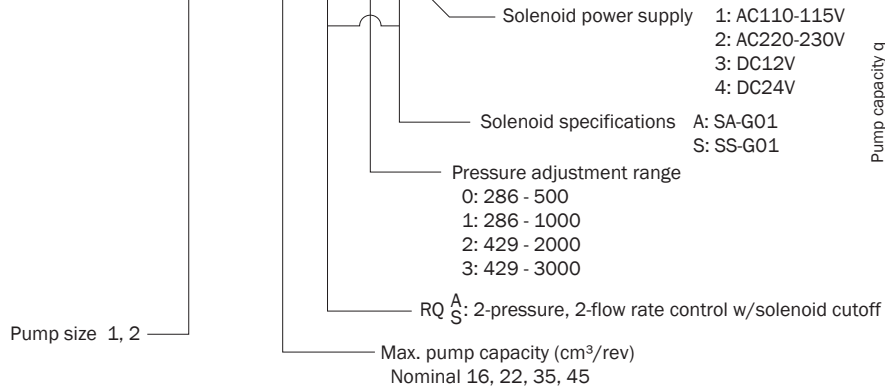 Solenoid power supply 1: AC110-115V
2: AC220-230V
3: DC12V
4: DC24V
Solenoid specifications A: SA-G01
S: SS-G01
Pressure adjustment range
0: 286 - 500
1: 286 - 1000
2: 429 - 2000
3: 429 - 3000
RQ A S: 2-pressure, 2-flow rate control w/solenoid cutoff
Pump size 1, 2
Max. pump capacity (cm³/rev)
Nominal 16, 22, 35, 45
Pump capacity q